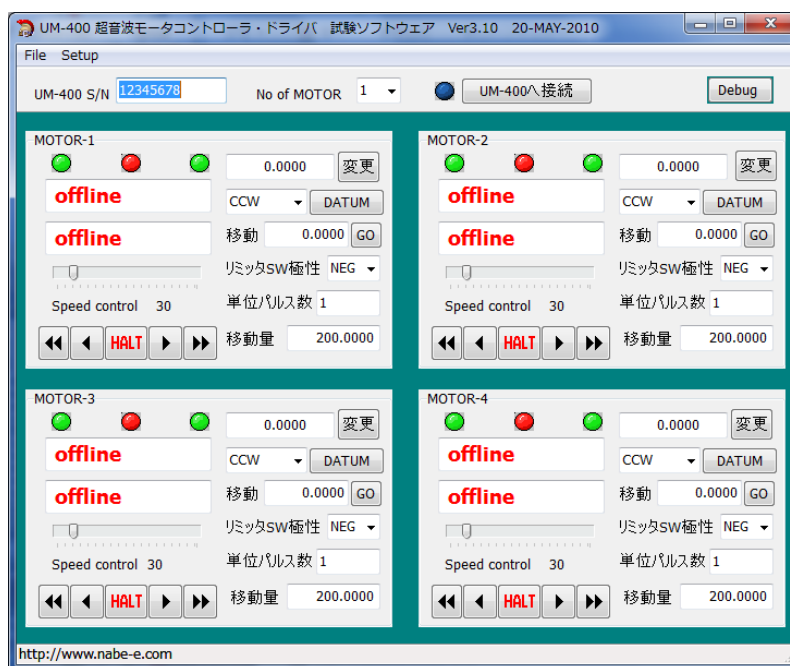 UM-400 超音波モータコントローラ・ドライバ 試験ソフトウェア Ver3.10 20-MAY-2010
File Setup
UM-400 S/N 12345678 No of MOTOR 1 UM-400へ接続 Debug
MOTOR-1
0.0000 変更
offline
CCW DATUM
offline
移動 0.0000 GO
リミッタSW極性 NEG
Speed control 30
単位パルス数 1
HALT
移動量 200.0000
MOTOR-2
0.0000 変更
offline
CCW DATUM
offline
移動 0.0000 GO
リミッタSW極性 NEG
Speed control 30
単位パルス数 1
HALT
移動量 200.0000
MOTOR-3
0.0000 変更
offline
CCW DATUM
offline
移動 0.0000 GO
リミッタSW極性 NEG
Speed control 30
単位パルス数 1
HALT
移動量 200.0000
MOTOR-4
0.0000 変更
offline
CCW DATUM
offline
移動 0.0000 GO
リミッタSW極性 NEG
Speed control 30
単位パルス数 1
HALT
移動量 200.0000
http://www.nabe-e.com